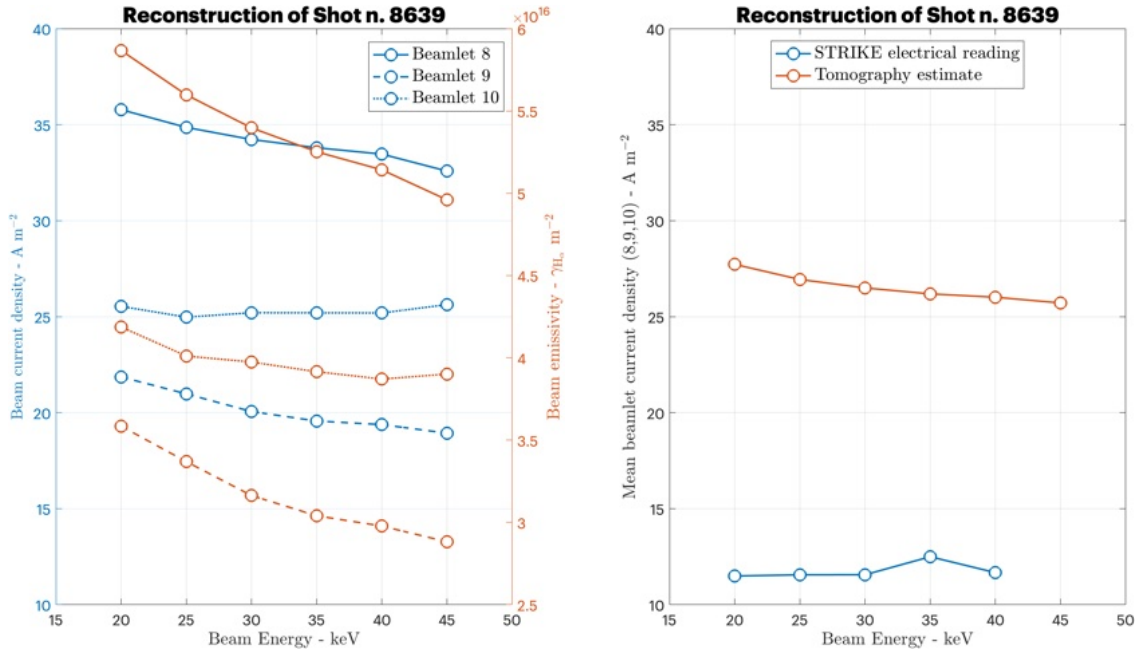 Reconstruction of Shot n. 8639
×10^16
40
35
30
25
20
15
10
6
5.5
5
4.5
4
3.5
3
2.5
Beamlet 8
Beamlet 9
Beamlet 10
Beam current density - A m^−2
Beam emissivity - γ_Hα m^−2
15 20 25 30 35 40 45 50
Beam Energy - keV
Reconstruction of Shot n. 8639
40
35
30
25
20
15
10
STRIKE electrical reading
Tomography estimate
Mean beamlet current density (8,9,10) - A m^−2
15 20 25 30 35 40 45 50
Beam Energy - keV